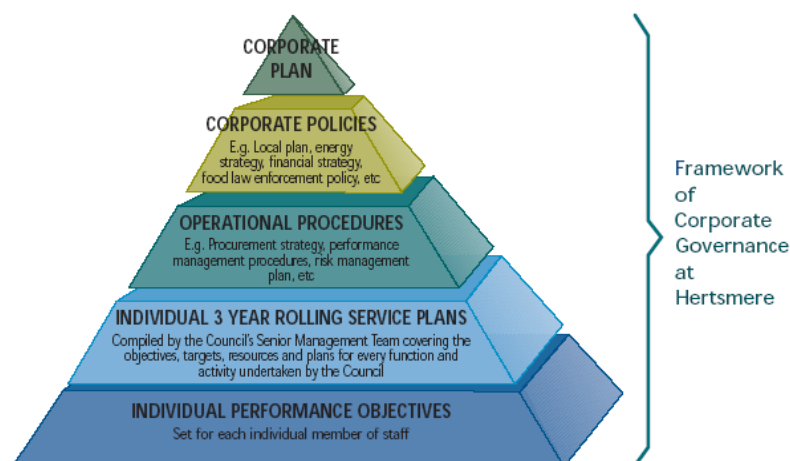 CORPORATE
PLAN
CORPORATE POLICIES
E.g. Local plan, energy
strategy, financial strategy,
food law enforcement policy, etc
OPERATIONAL PROCEDURES
E.g. Procurement strategy, performance
management procedures, risk management
plan, etc
INDIVIDUAL 3 YEAR ROLLING SERVICE PLANS
Compiled by the Council's Senior Management Team covering the
objectives, targets, resources and plans for every function and
activity undertaken by the Council
INDIVIDUAL PERFORMANCE OBJECTIVES
Set for each individual member of staff
Framework
of
Corporate
Governance
at
Hertsmere